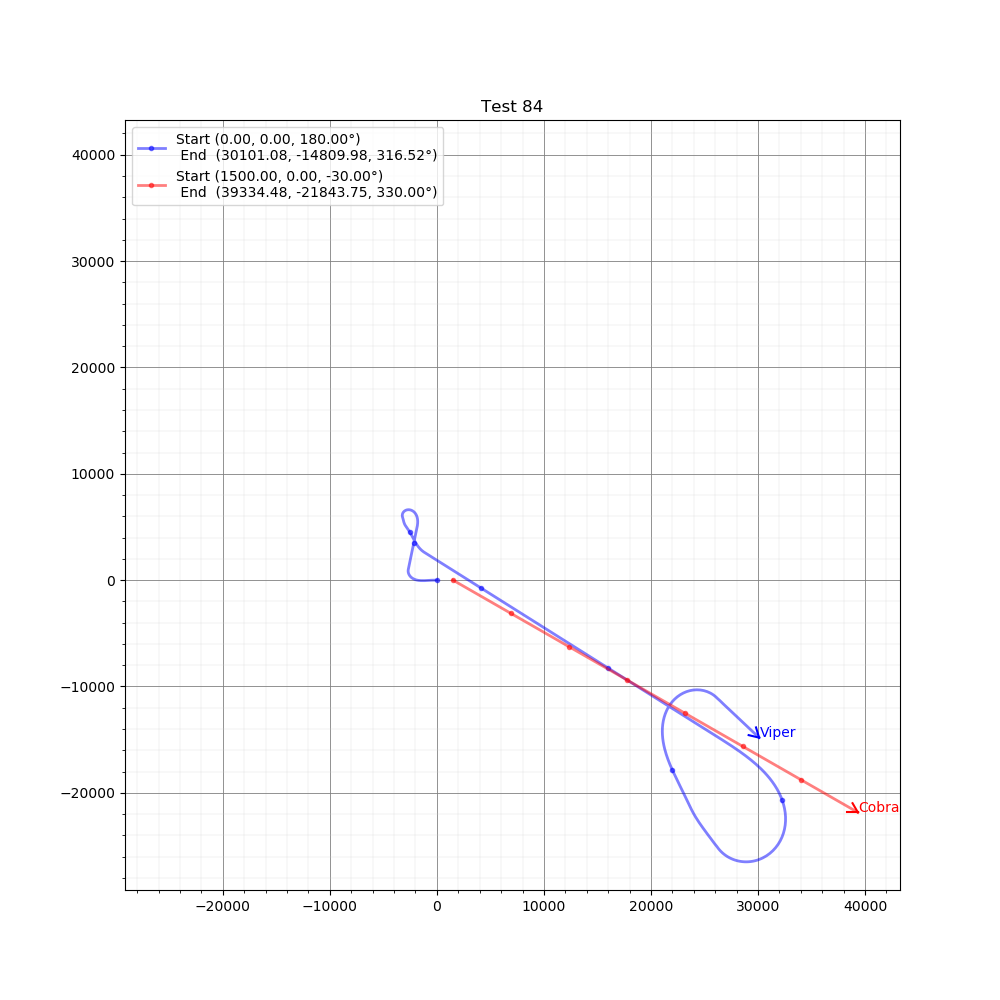 Test 84
Start (0.00, 0.00, 180.00°)
End  (30101.08, -14809.98, 316.52°)
Start (1500.00, 0.00, -30.00°)
End  (39334.48, -21843.75, 330.00°)
40000
30000
20000
10000
0
−10000
−20000
Viper
Cobra
−20000 −10000 0 10000 20000 30000 40000